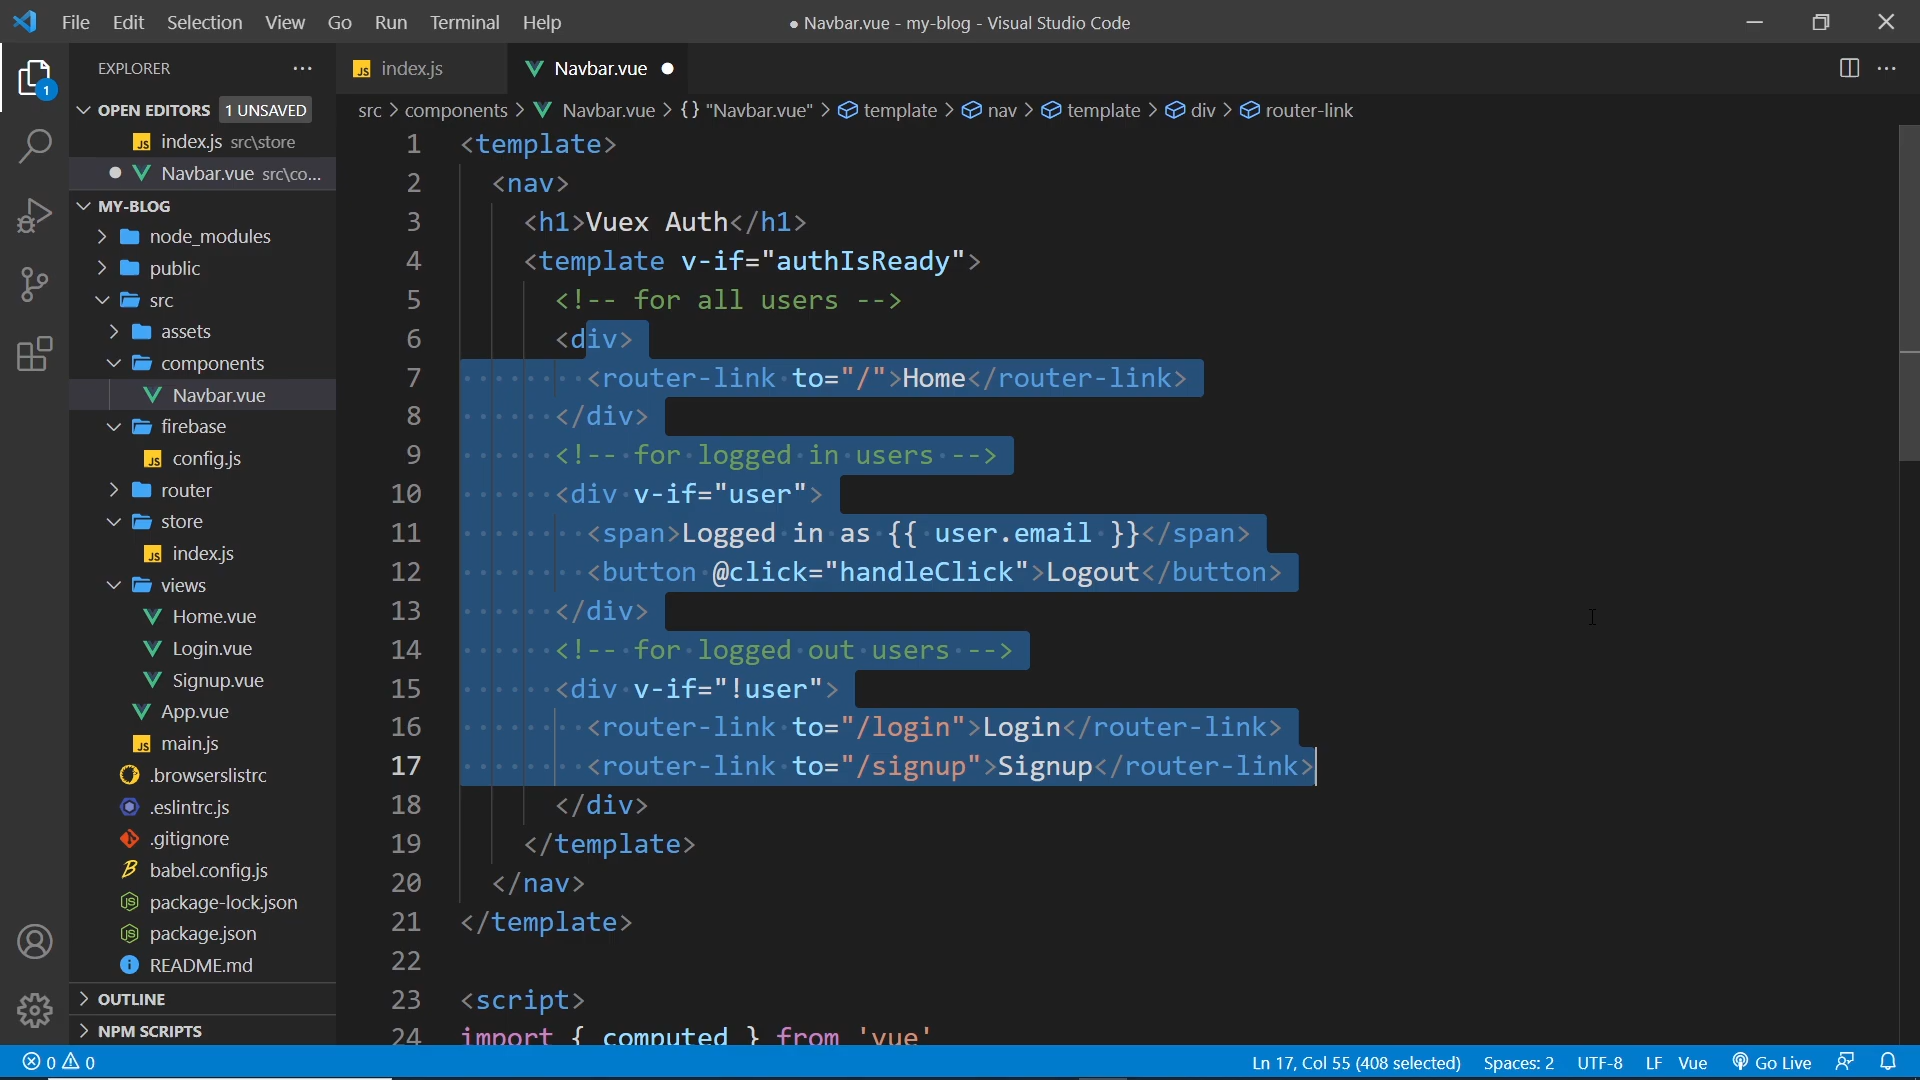 File Edit Selection View Go Run Terminal Help
● Navbar.vue - my-blog - Visual Studio Code
EXPLORER
OPEN EDITORS 1 UNSAVED
index.js src\store
Navbar.vue src\co...
MY-BLOG
node_modules
public
src
assets
components
Navbar.vue
firebase
config.js
router
store
index.js
views
Home.vue
Login.vue
Signup.vue
App.vue
main.js
.browserslistrc
.eslintrc.js
.gitignore
babel.config.js
package-lock.json
package.json
README.md
OUTLINE
NPM SCRIPTS
1
index.js
Navbar.vue
src > components > Navbar.vue > {} "Navbar.vue" > template > nav > template > div > router-link
1 <template>
2 <nav>
3 <h1>Vuex Auth</h1>
4 <template v-if="authIsReady">
5 <!-- for all users -->
6 <div>
7 <router-link to="/">Home</router-link>
8 </div>
9 <!-- for logged in users -->
10 <div v-if="user">
11 <span>Logged in as {{ user.email }}</span>
12 <button @click="handleClick">Logout</button>
13 </div>
14 <!-- for logged out users -->
15 <div v-if="!user">
16 <router-link to="/login">Login</router-link>
17 <router-link to="/signup">Signup</router-link>
18 </div>
19 </template>
20 </nav>
21 </template>
22
23 <script>
24 import { computed } from 'vue'
0 0
Ln 17, Col 55 (408 selected) Spaces: 2 UTF-8 LF Vue Go Live